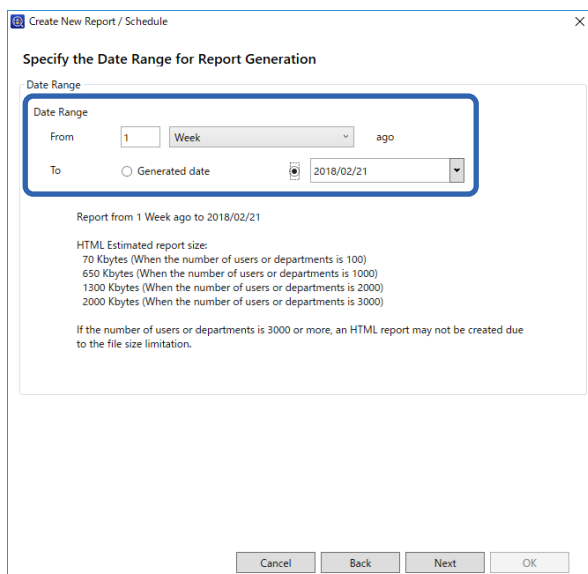 Create New Report / Schedule
Specify the Date Range for Report Generation
Date Range
Date Range
From 1 Week ago
To Generated date 2018/02/21
Report from 1 Week ago to 2018/02/21
HTML Estimated report size:
70 Kbytes (When the number of users or departments is 100)
650 Kbytes (When the number of users or departments is 1000)
1300 Kbytes (When the number of users or departments is 2000)
2000 Kbytes (When the number of users or departments is 3000)
If the number of users or departments is 3000 or more, an HTML report may not be created due
to the file size limitation.
Cancel Back Next OK